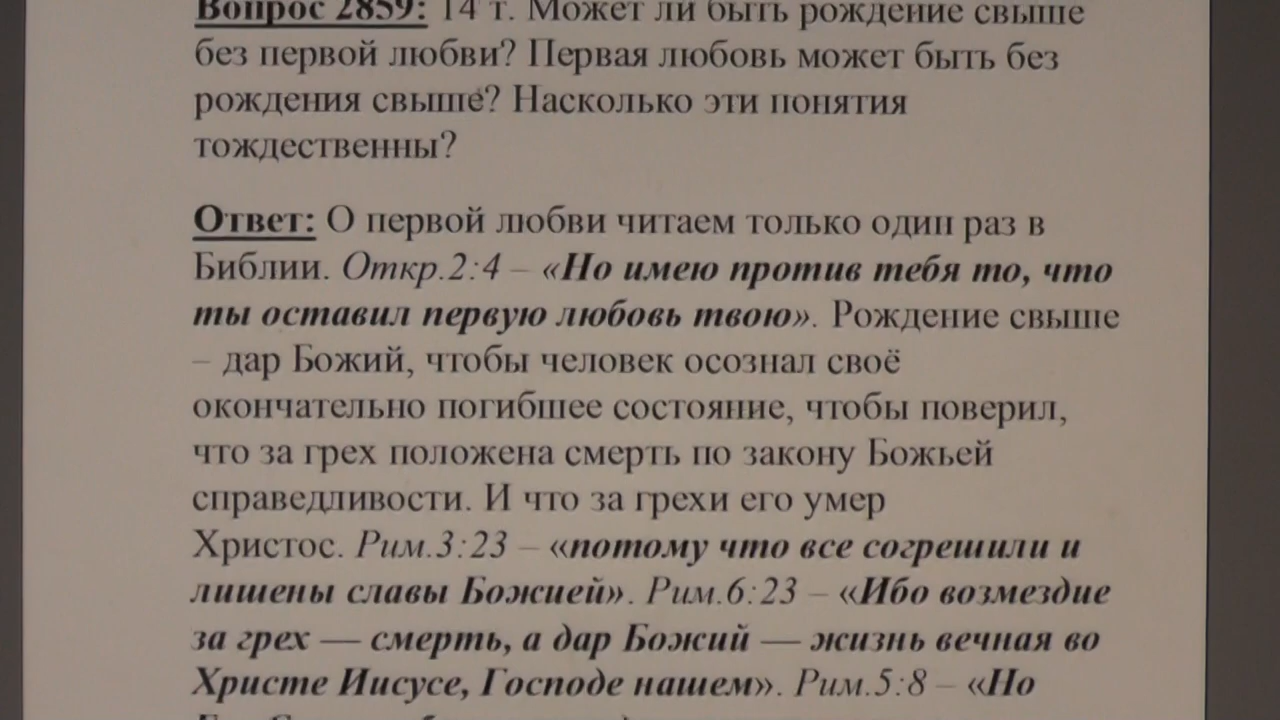 Вопрос 2859: 14 т. Может ли быть рождение свыше
без первой любви? Первая любовь может быть без
рождения свыше? Насколько эти понятия
тождественны?
Ответ: О первой любви читаем только один раз в
Библии. Откр.2:4 – «Но имею против тебя то, что
ты оставил первую любовь твою». Рождение свыше
– дар Божий, чтобы человек осознал своё
окончательно погибшее состояние, чтобы поверил,
что за грех положена смерть по закону Божьей
справедливости. И что за грехи его умер
Христос. Рим.3:23 – «потому что все согрешили и
лишены славы Божией». Рим.6:23 – «Ибо возмездие
за грех — смерть, а дар Божий — жизнь вечная во
Христе Иисусе, Господе нашем». Рим.5:8 – «Но